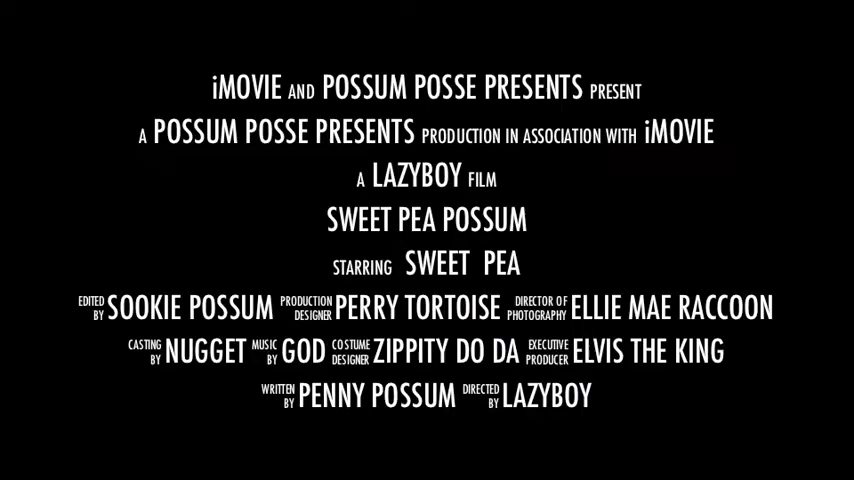 iMOVIE AND POSSUM POSSE PRESENTS PRESENT
A POSSUM POSSE PRESENTS PRODUCTION IN ASSOCIATION WITH iMOVIE
A LAZYBOY FILM
SWEET PEA POSSUM
STARRING SWEET PEA
EDITED BY SOOKIE POSSUM PRODUCTION DESIGNER PERRY TORTOISE DIRECTOR OF PHOTOGRAPHY ELLIE MAE RACCOON
CASTING BY NUGGET MUSIC BY GOD COSTUME DESIGNER ZIPPITY DO DA EXECUTIVE PRODUCER ELVIS THE KING
WRITTEN BY PENNY POSSUM DIRECTED BY LAZYBOY